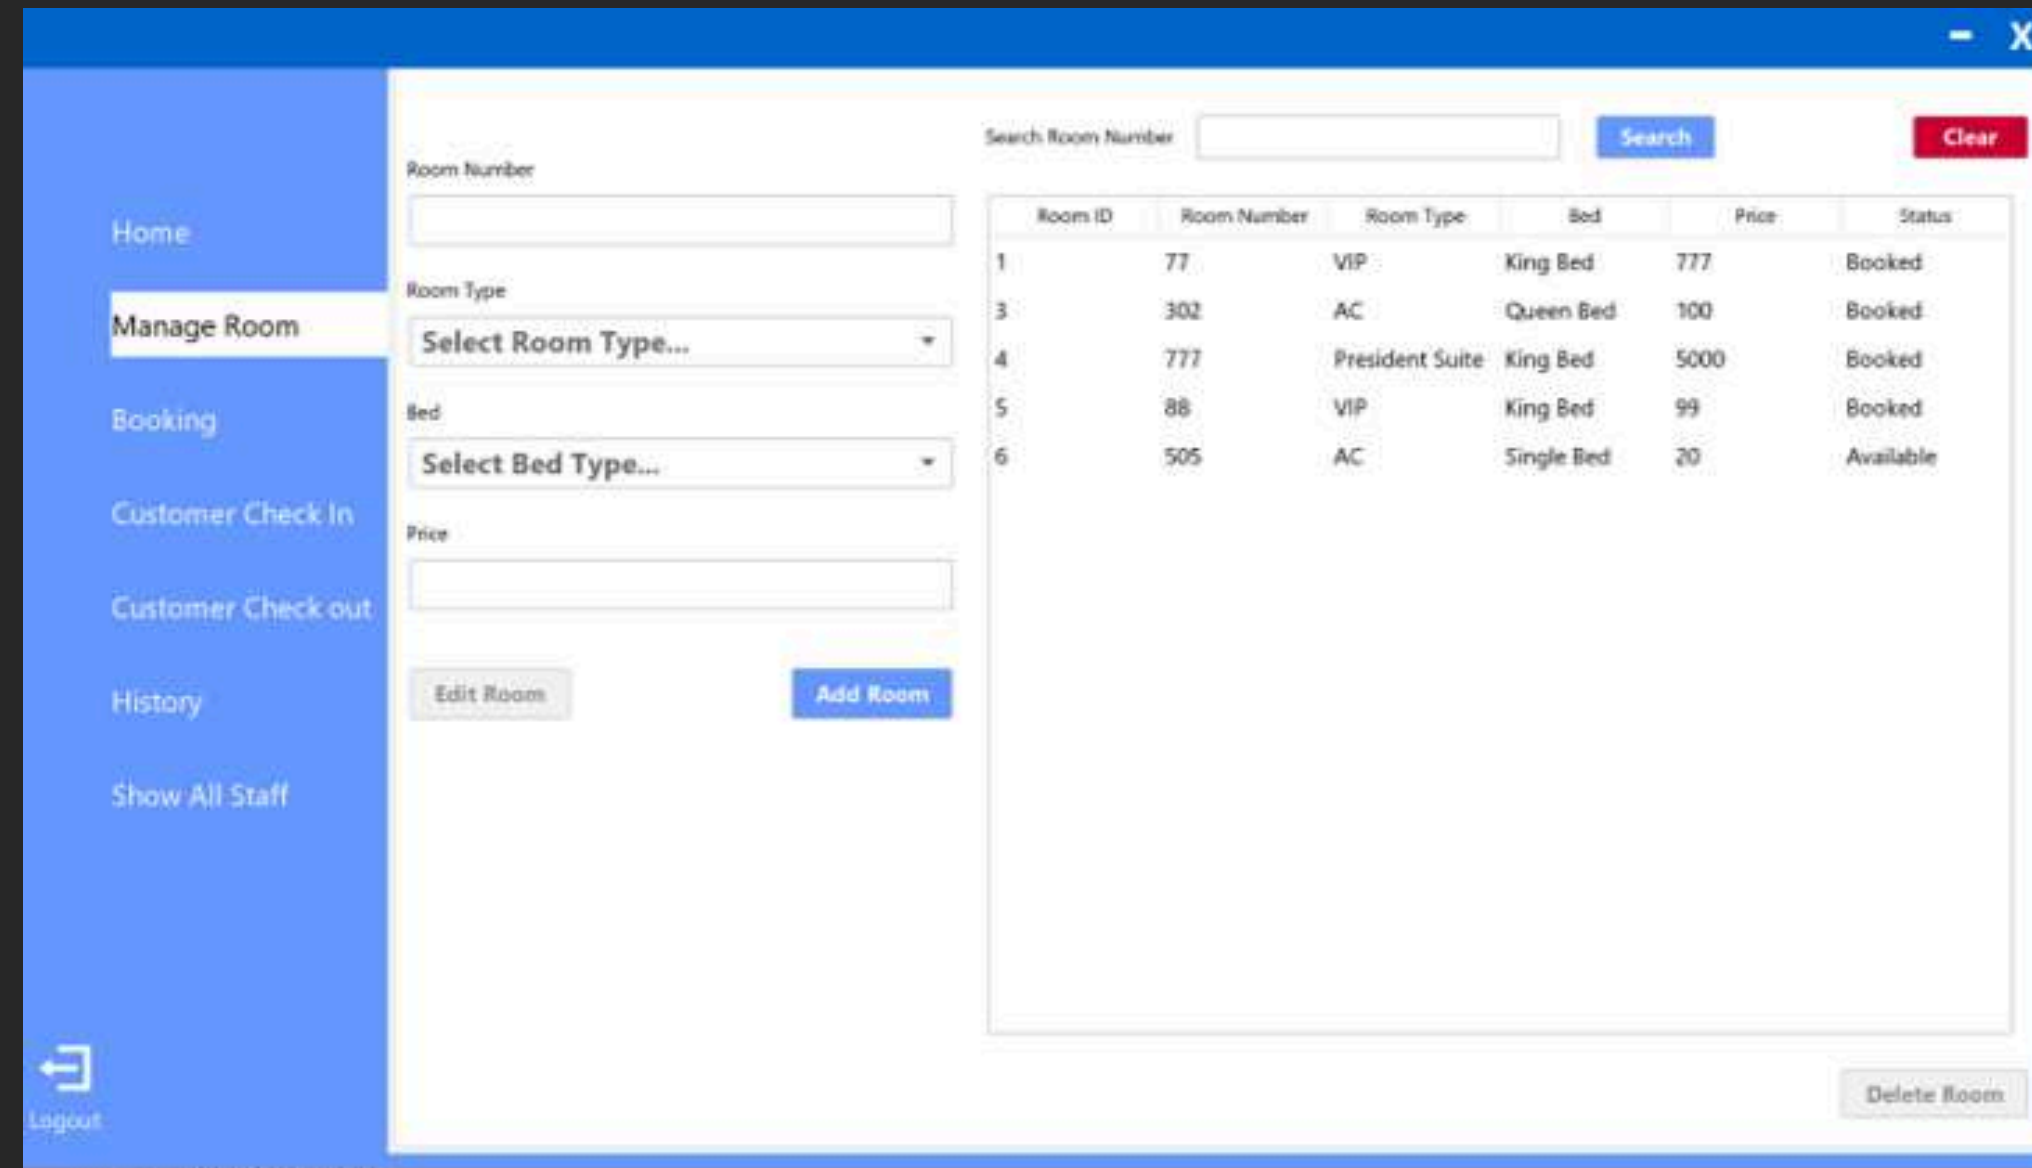 - X
Home
Manage Room
Booking
Customer Check In
Customer Check out
History
Show All Staff
Logout
Room Number
Room Type
Select Room Type...
Bed
Select Bed Type...
Price
Edit Room
Add Room
Search Room Number Search Clear
Room ID Room Number Room Type Bed Price Status
1 77 VIP King Bed 777 Booked
3 302 AC Queen Bed 100 Booked
4 777 President Suite King Bed 5000 Booked
5 88 VIP King Bed 99 Booked
6 505 AC Single Bed 20 Available
Delete Room